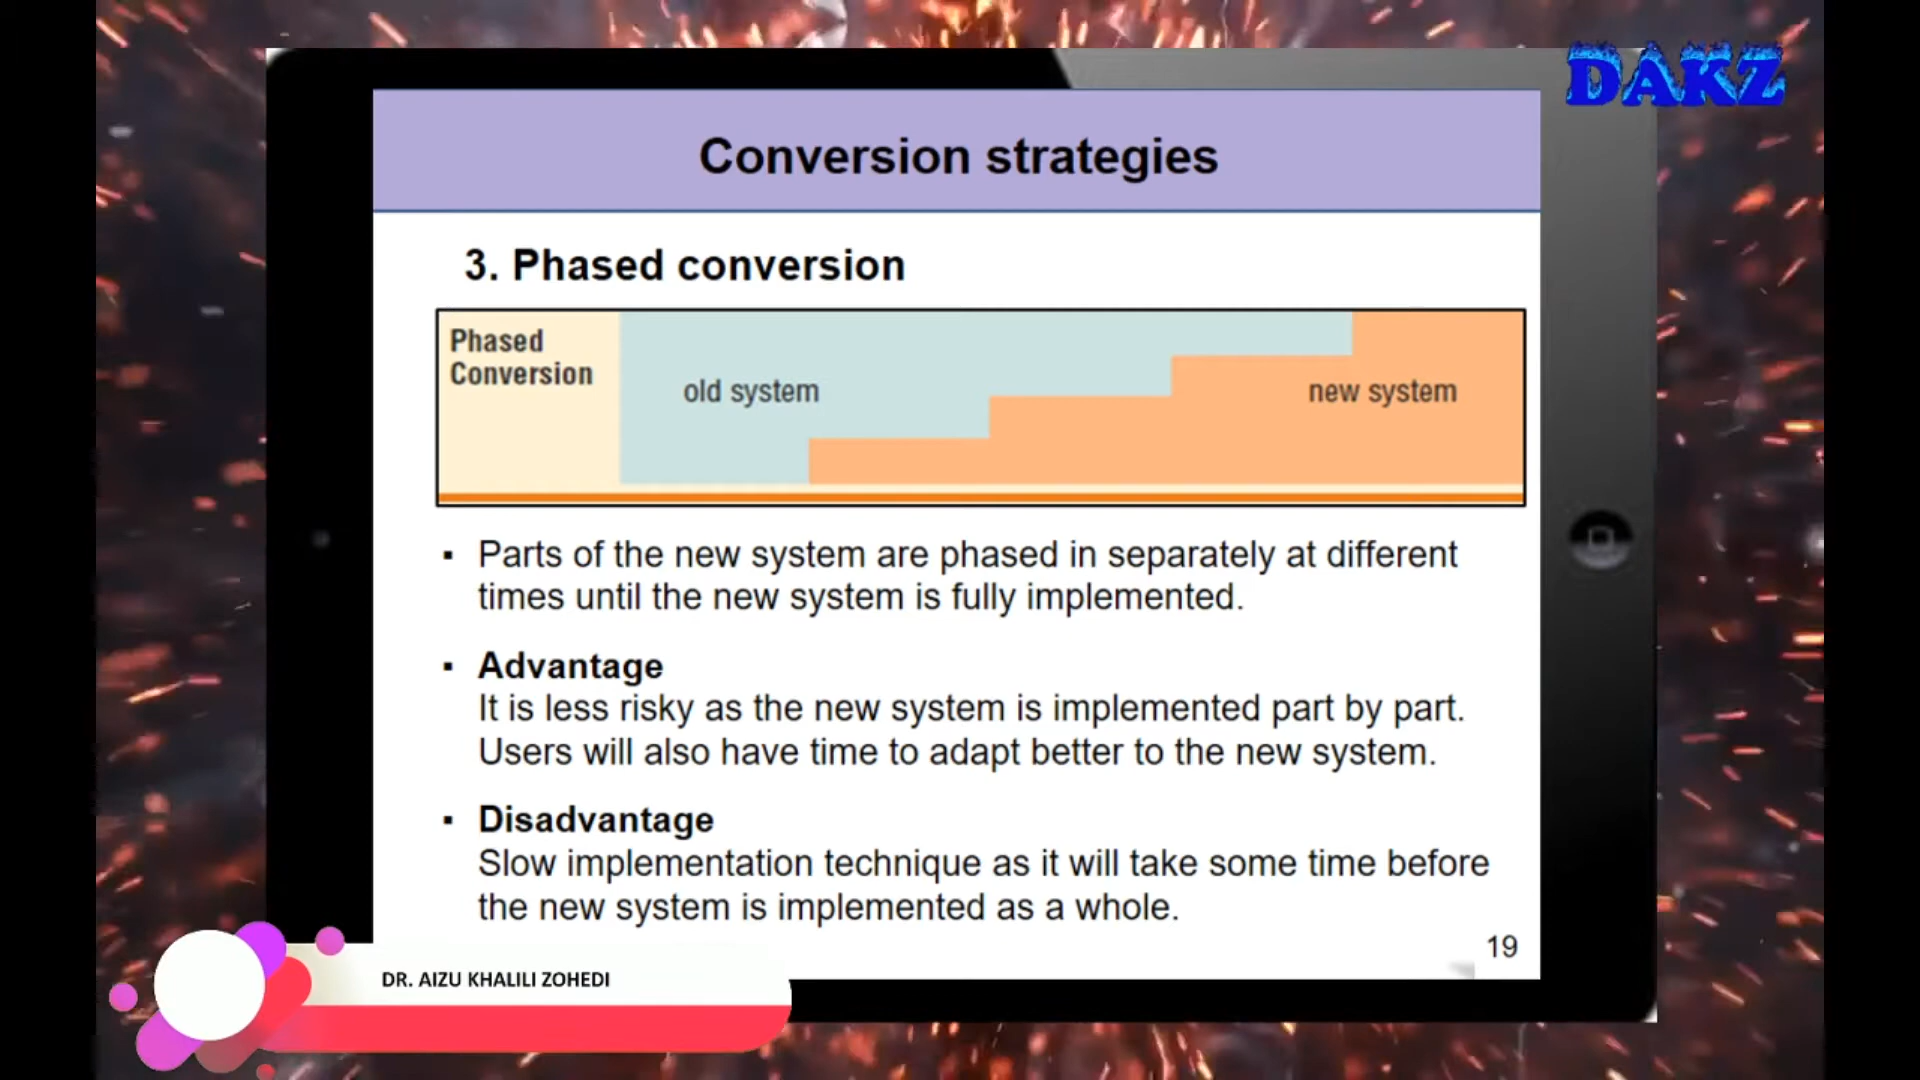 DAKZ
Conversion strategies
3. Phased conversion
Phased
Conversion
old system
new system
▪ Parts of the new system are phased in separately at different
times until the new system is fully implemented.
▪ Advantage
It is less risky as the new system is implemented part by part.
Users will also have time to adapt better to the new system.
▪ Disadvantage
Slow implementation technique as it will take some time before
the new system is implemented as a whole.
19
DR. AIZU KHALILI ZOHEDI